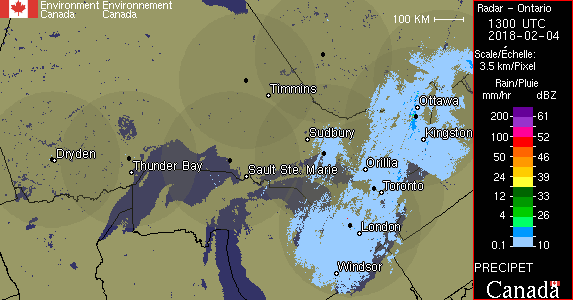 Environment Environnement
Canada Canada
100 KM
Timmins
Ottawa
Sudbury
Kingston
Dryden
Thunder Bay
Sault Ste. Marie
Orillia
Toronto
London
Windsor
Radar - Ontario
1300 UTC
2018-02-04
Scale/Échelle:
3.5 km/Pixel
Rain/Pluie
mm/hr dBZ
200 61
100 52
50 46
24 39
12 33
4 26
0.1 10
PRECIPET
Canada